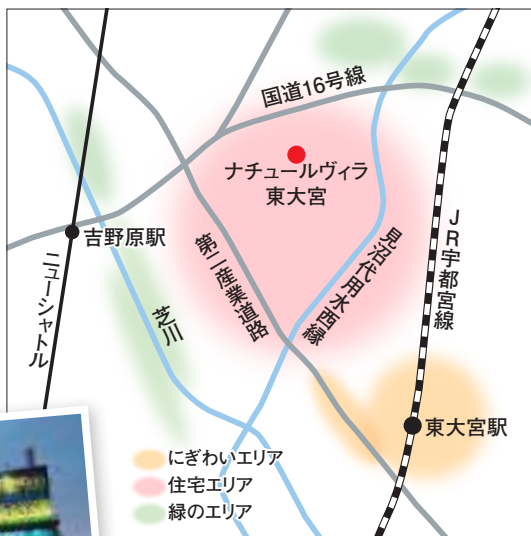 国道16号線
ナチュールヴィラ
東大宮
吉野原駅
ニューシャトル
芝川
第二産業道路
見沼代用水西縁
JR宇都宮線
東大宮駅
にぎわいエリア
住宅エリア
緑のエリア